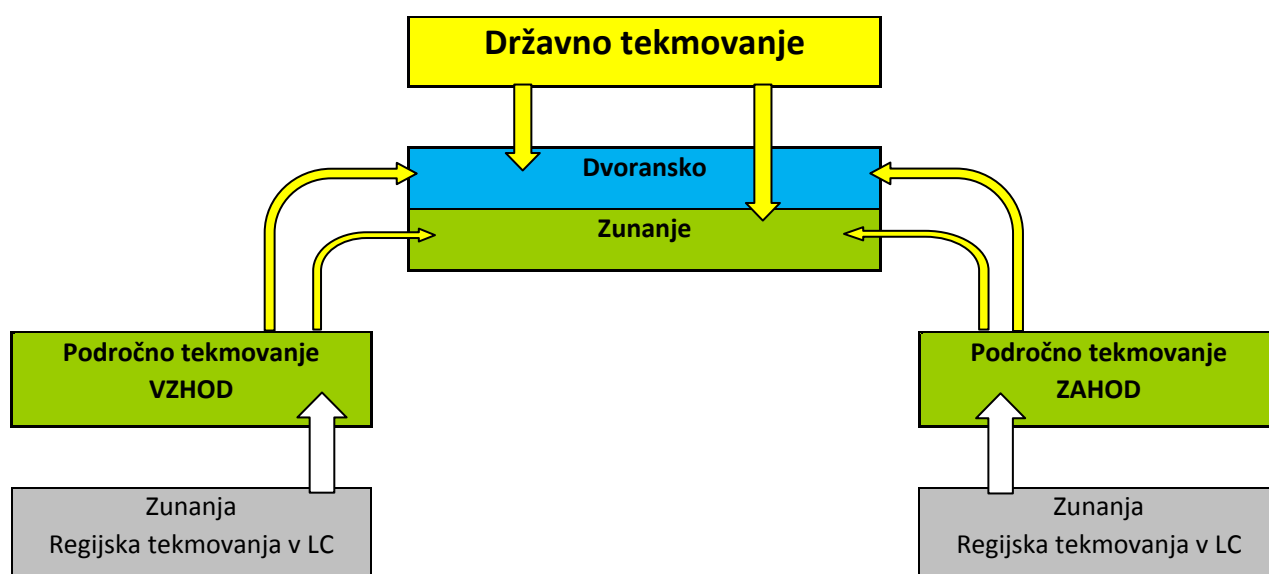 Državno tekmovanje
Dvoransko
Zunanje
Področno tekmovanje
VZHOD
Področno tekmovanje
ZAHOD
Zunanja
Regijska tekmovanja v LC
Zunanja
Regijska tekmovanja v LC